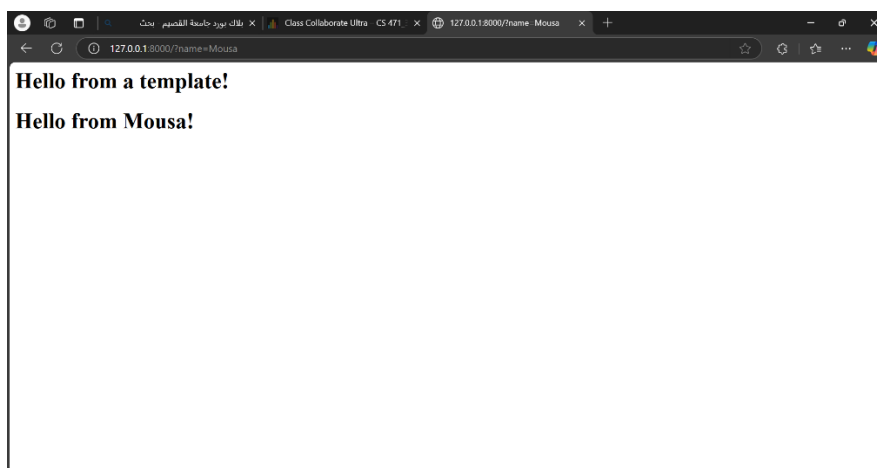 بلاك بورد جامعة القصيم - بحث
Class Collaborate Ultra – CS 471_
127.0.0.1:8000/?name=Mousa
127.0.0.1:8000/?name=Mousa
Hello from a template!
Hello from Mousa!